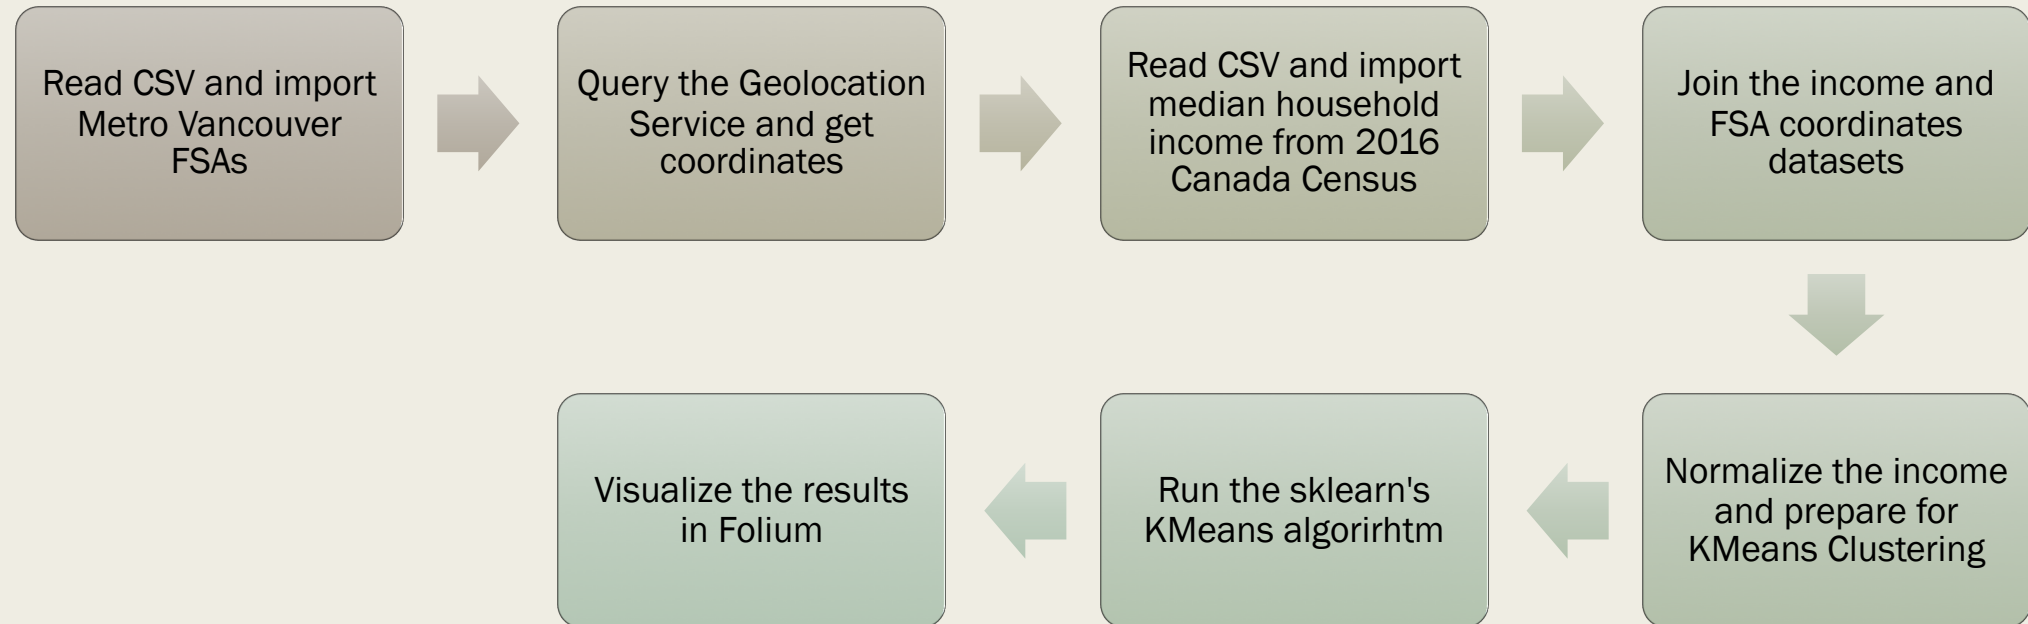 Read CSV and import
Metro Vancouver
FSAs
Query the Geolocation
Service and get
coordinates
Read CSV and import
median household
income from 2016
Canada Census
Join the income and
FSA coordinates
datasets
Normalize the income
and prepare for
KMeans Clustering
Run the sklearn's
KMeans algorirhtm
Visualize the results
in Folium